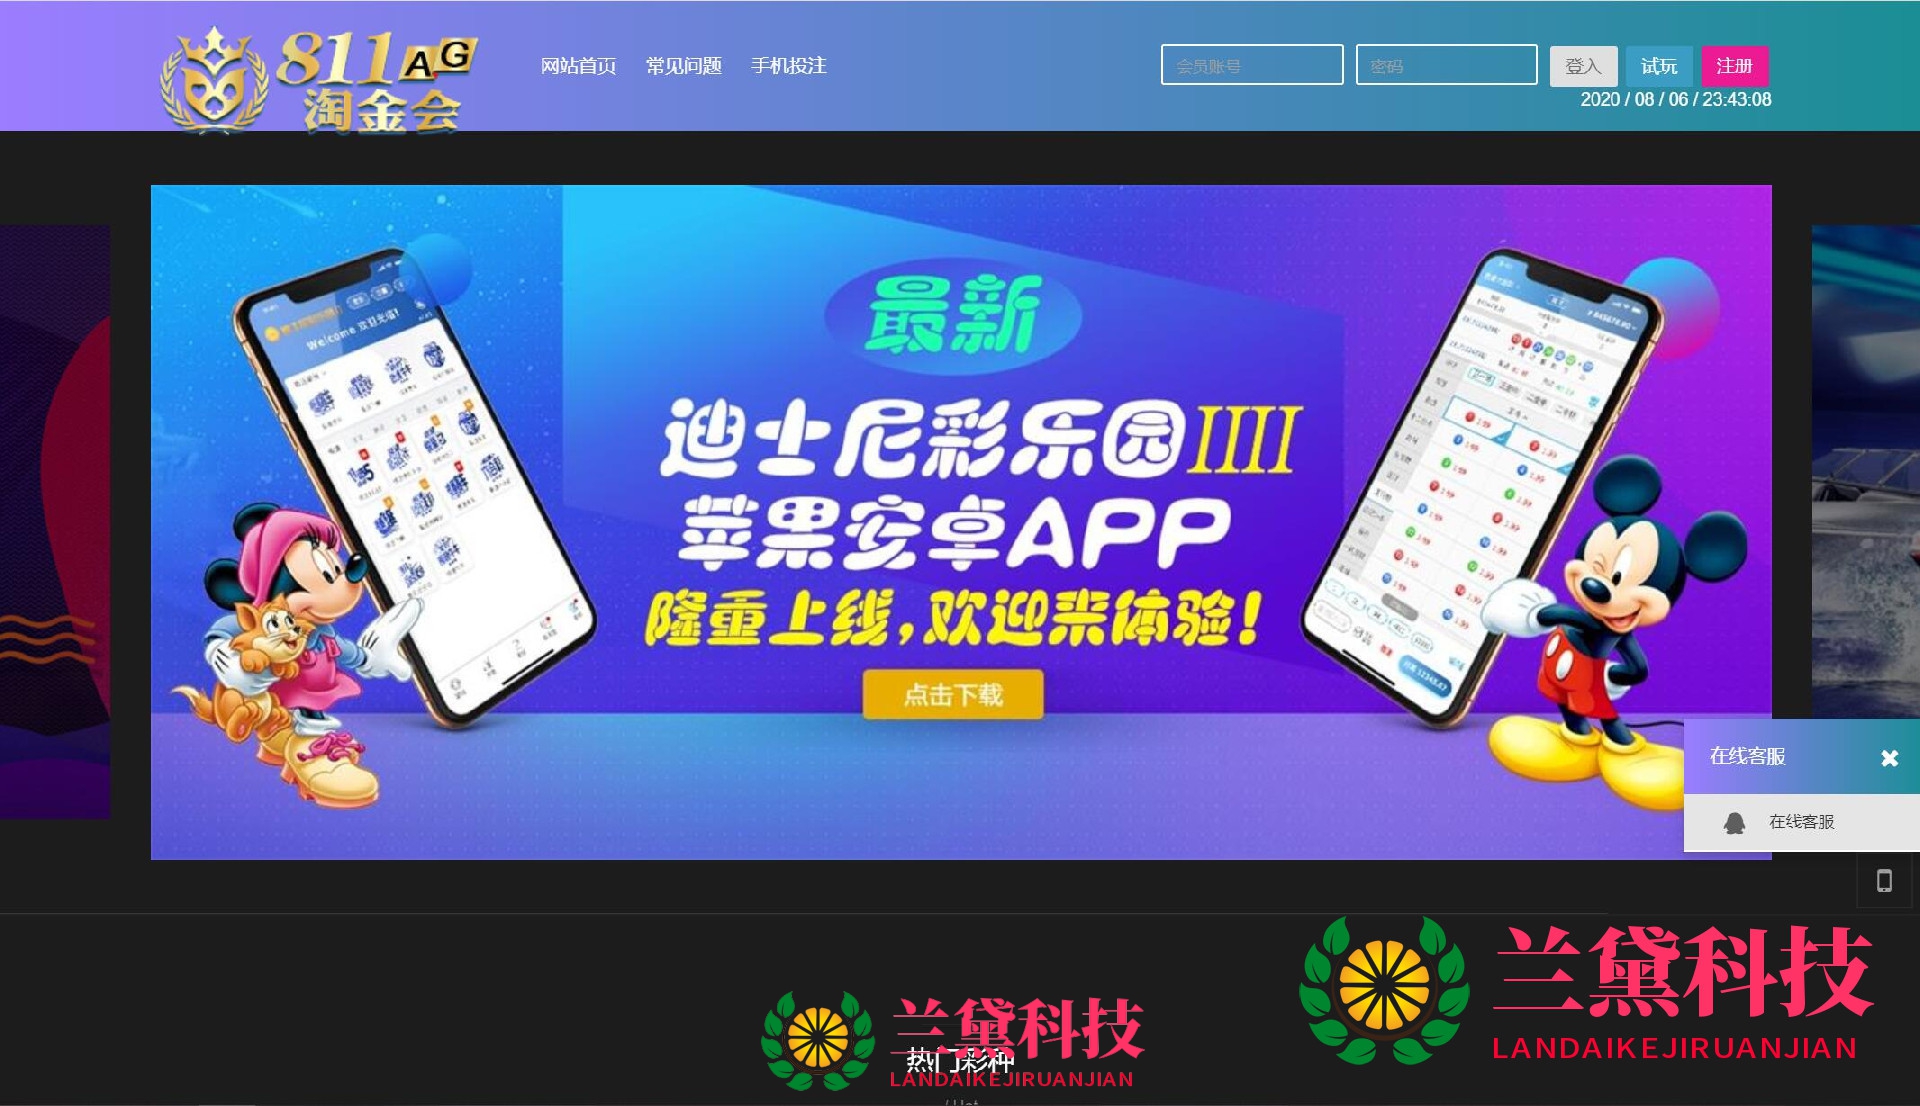 811AG
淘金会
网站首页 常见问题 手机投注
会员账号 密码 登入 试玩 注册
2020 / 08 / 06 / 23:43:08
最新
迪士尼彩乐园IIII
苹果安卓APP
隆重上线，欢迎来体验！
点击下载
Welcome 欢迎光临!
在线客服
在线客服
兰黛科技
LANDAIKEJIRUANJIAN
兰黛科技
热门彩种
LANDAIKEJIRUANJIAN